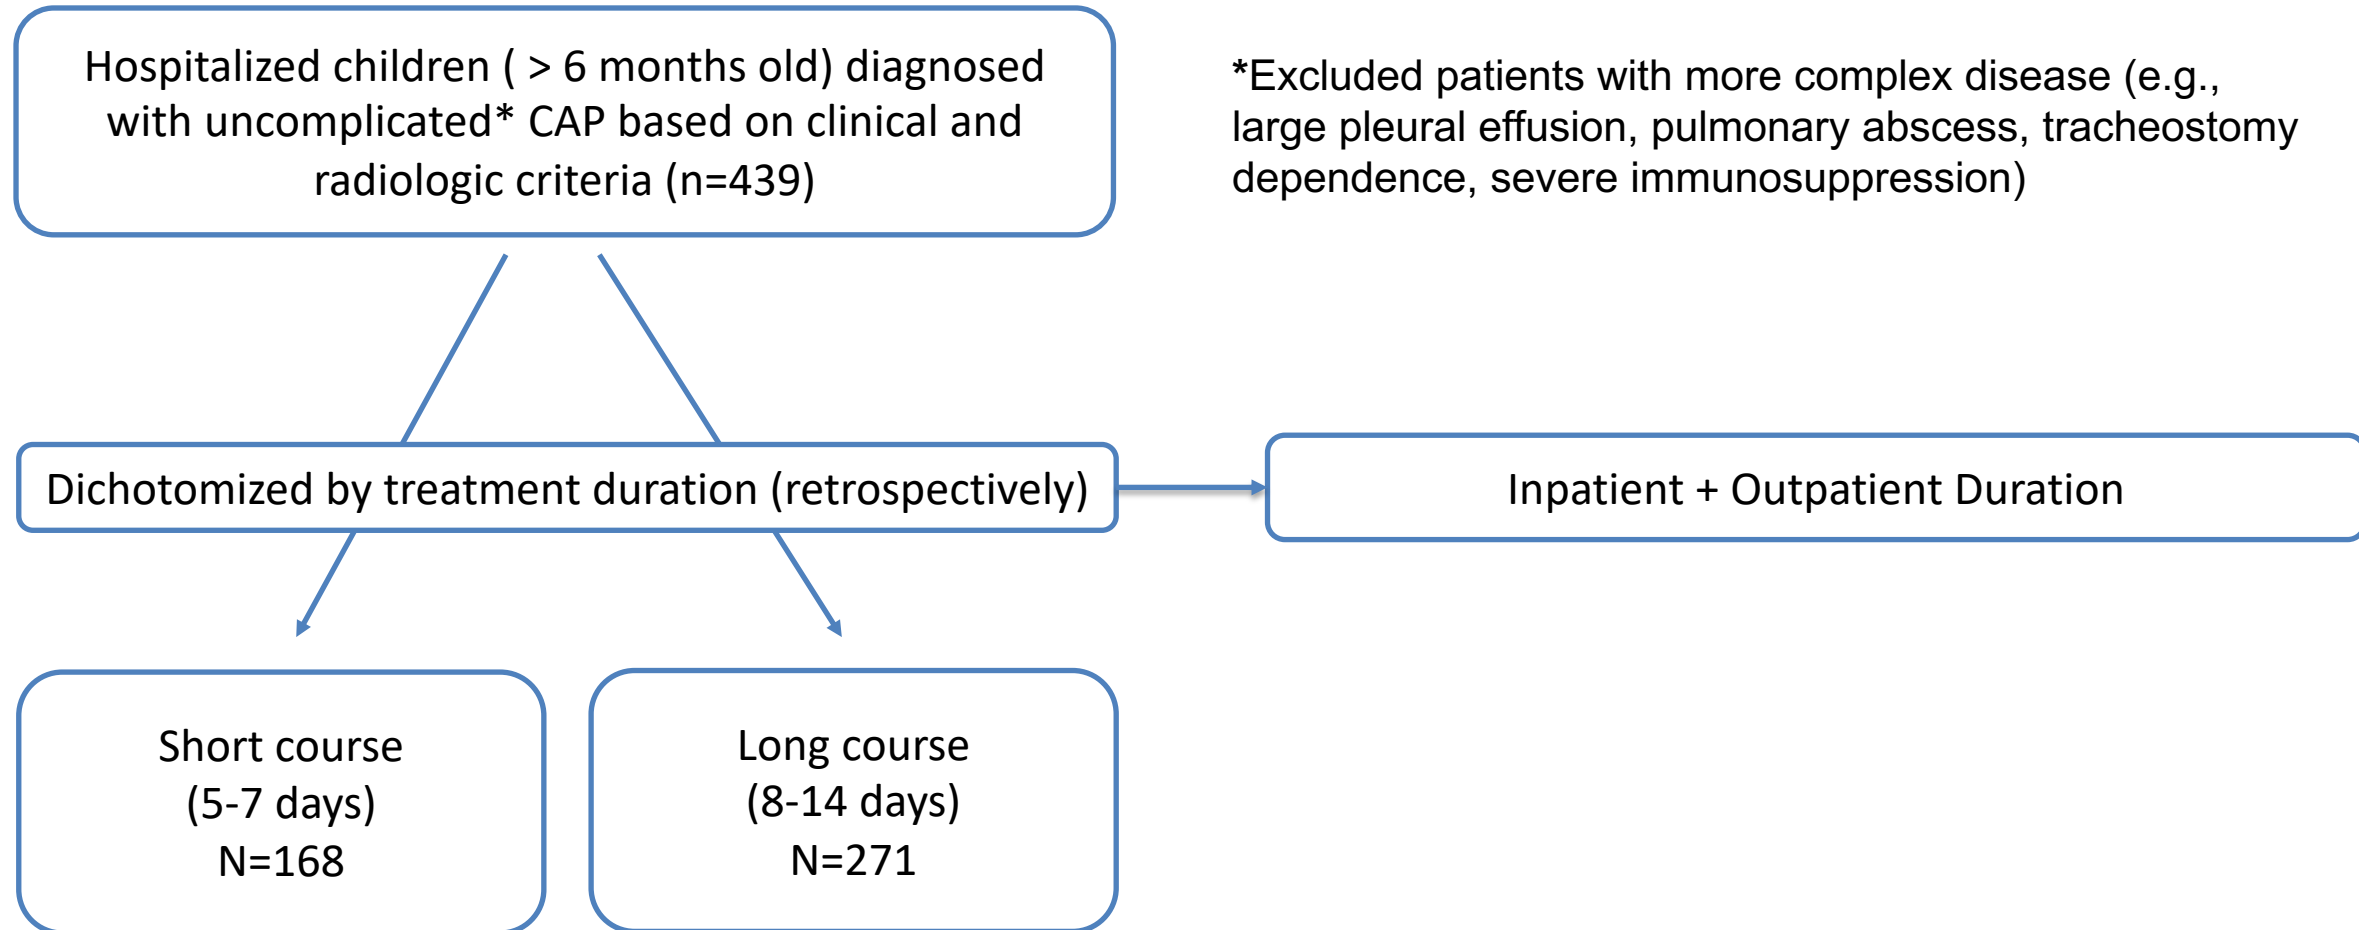 Hospitalized children ( > 6 months old) diagnosed
with uncomplicated* CAP based on clinical and
radiologic criteria (n=439)
*Excluded patients with more complex disease (e.g.,
large pleural effusion, pulmonary abscess, tracheostomy
dependence, severe immunosuppression)
Dichotomized by treatment duration (retrospectively)
Inpatient + Outpatient Duration
Short course
(5-7 days)
N=168
Long course
(8-14 days)
N=271